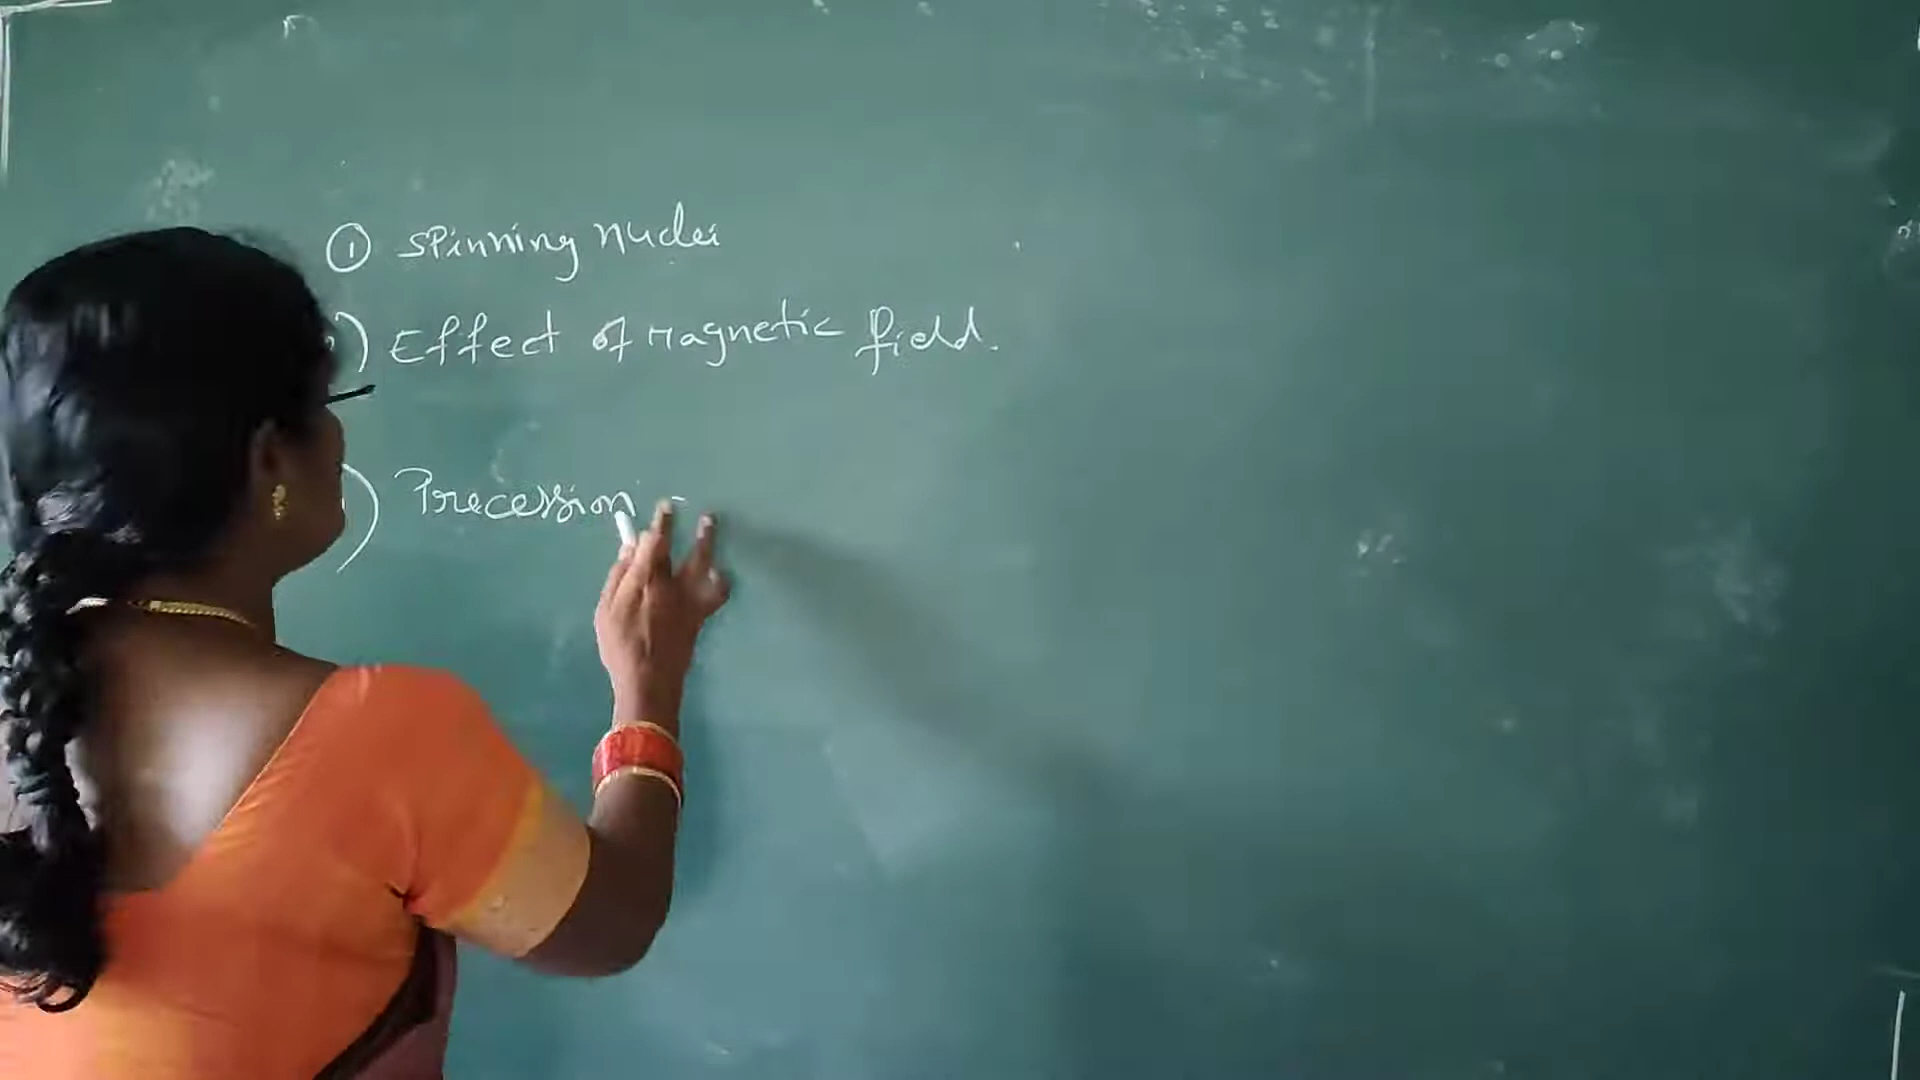 ① Spinning nuclei
) Effect of Magnetic field.
) Precession -